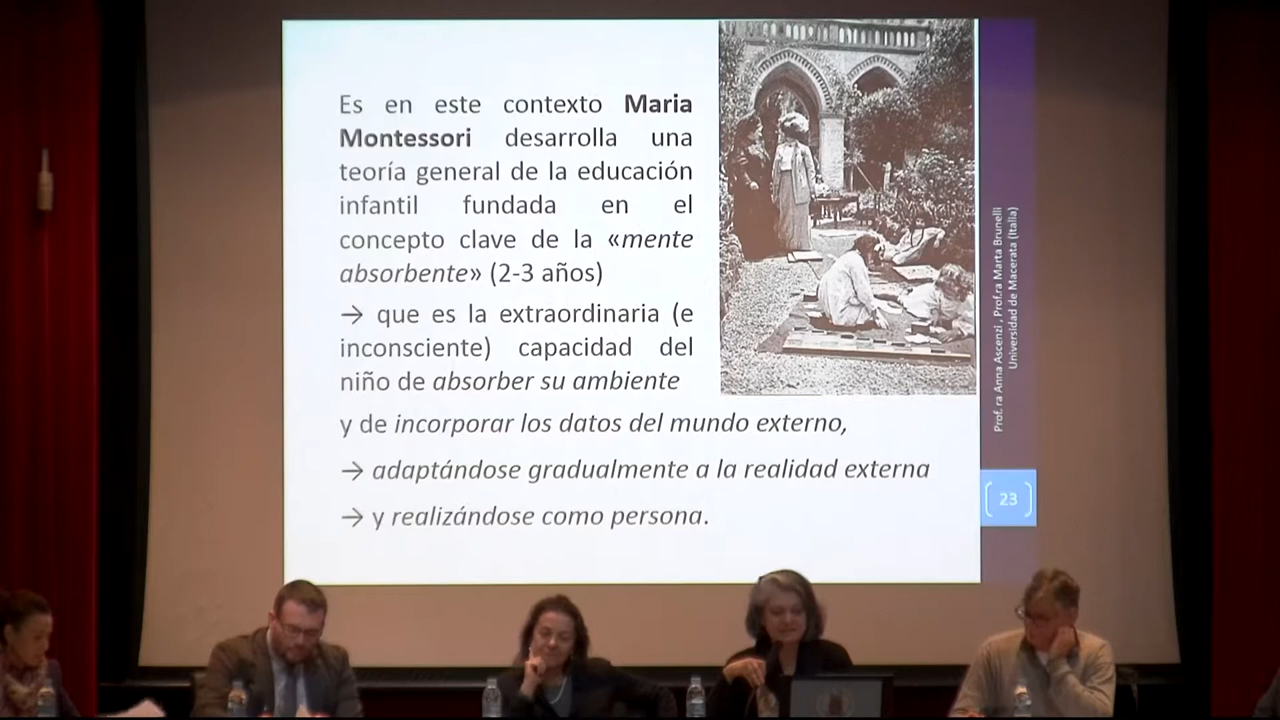 Es en este contexto Maria
Montessori desarrolla una
teoría general de la educación
infantil fundada en el
concepto clave de la «mente
absorbente» (2-3 años)
→ que es la extraordinaria (e
inconsciente) capacidad del
niño de absorber su ambiente
y de incorporar los datos del mundo externo,
→ adaptándose gradualmente a la realidad externa
→ y realizándose como persona.
Prof. ra Anna Ascenzi , Prof.ra Marta Brunelli
Universidad de Macerata (Italia)
23